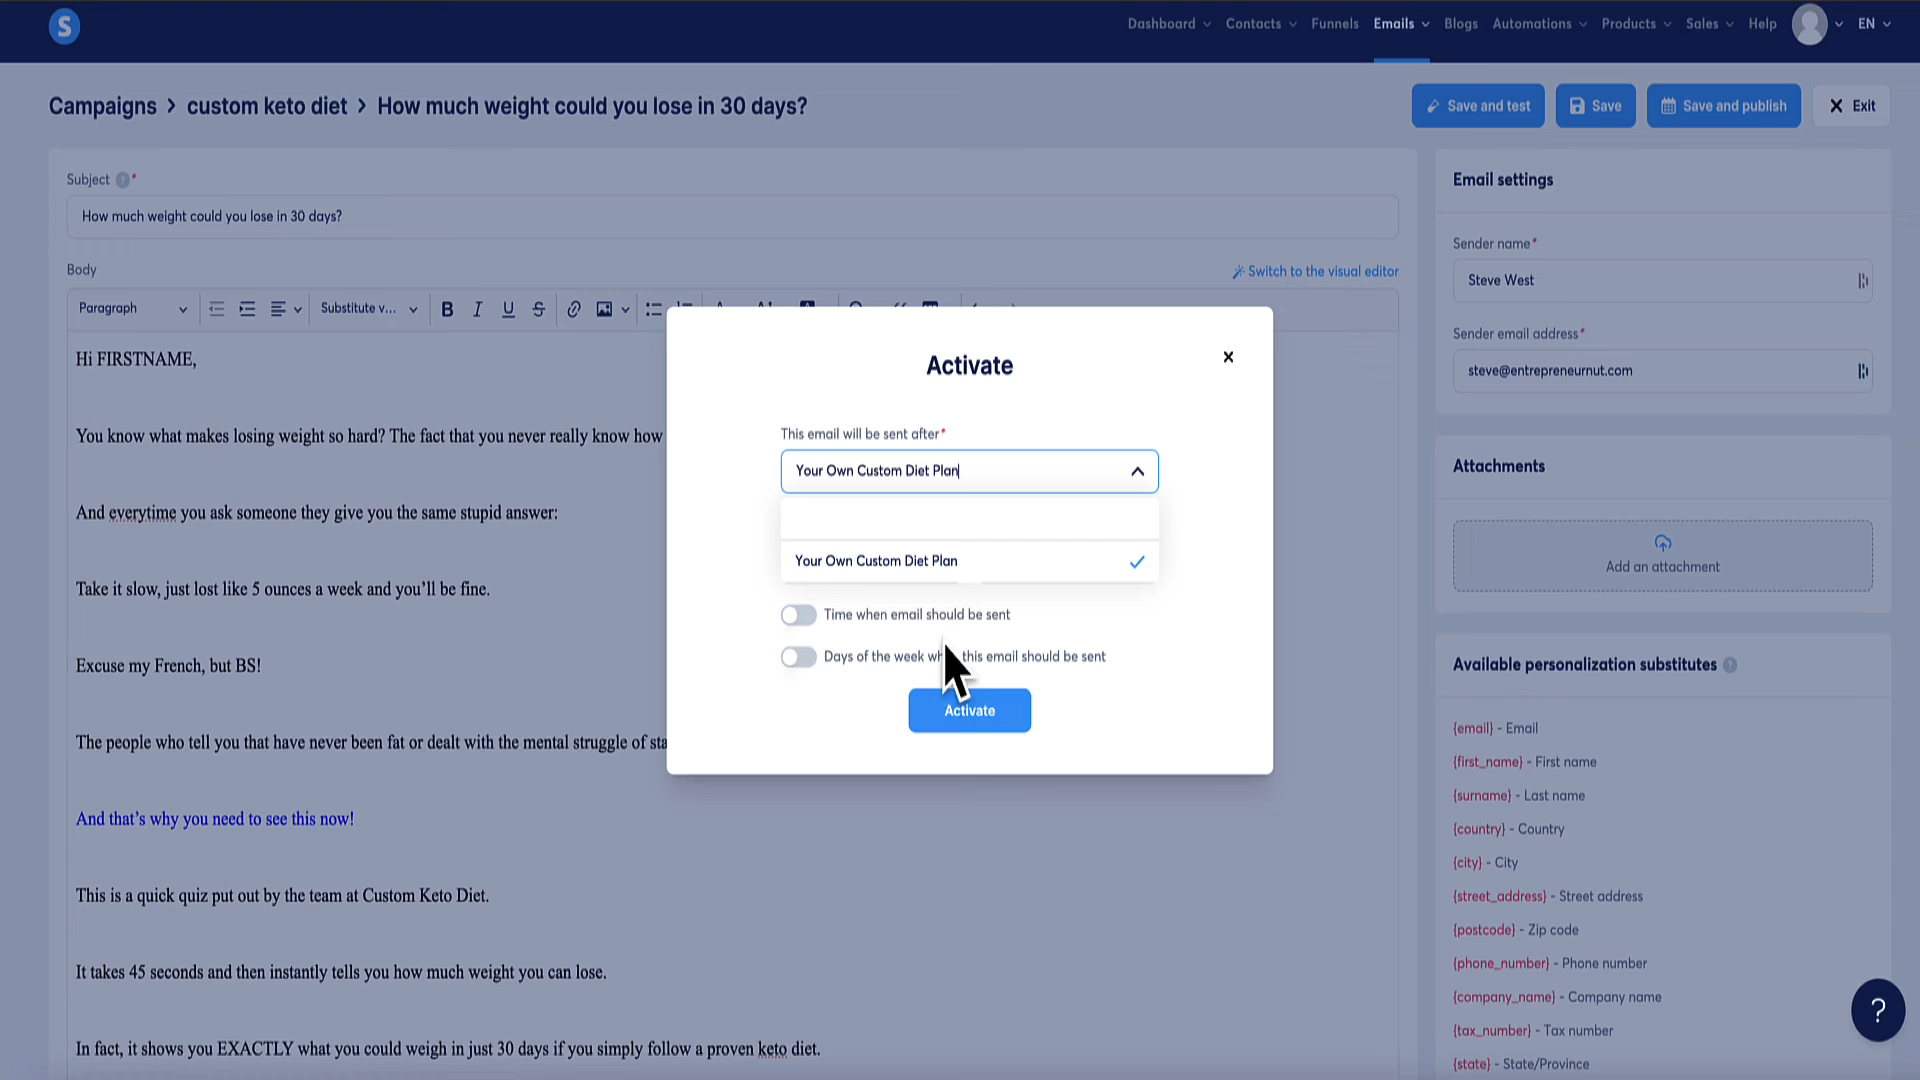 S
Dashboard Contacts Funnels Emails Blogs Automations Products Sales Help EN
Campaigns > custom keto diet > How much weight could you lose in 30 days?
Save and test Save Save and publish Exit
Subject ?*
How much weight could you lose in 30 days?
Body
Switch to the visual editor
Paragraph Substitute v... B I U S
Hi FIRSTNAME,
You know what makes losing weight so hard? The fact that you never really know how
And everytime you ask someone they give you the same stupid answer:
Take it slow, just lost like 5 ounces a week and you'll be fine.
Excuse my French, but BS!
The people who tell you that have never been fat or dealt with the mental struggle of sta
And that's why you need to see this now!
This is a quick quiz put out by the team at Custom Keto Diet.
It takes 45 seconds and then instantly tells you how much weight you can lose.
In fact, it shows you EXACTLY what you could weigh in just 30 days if you simply follow a proven keto diet.
Activate
This email will be sent after*
Your Own Custom Diet Plan
Your Own Custom Diet Plan
Time when email should be sent
Days of the week wh this email should be sent
Activate
Email settings
Sender name*
Steve West
Sender email address*
steve@entrepreneurnut.com
Attachments
Add an attachment
Available personalization substitutes ?
{email} - Email
{first_name} - First name
{surname} - Last name
{country} - Country
{city} - City
{street_address} - Street address
{postcode} - Zip code
{phone_number} - Phone number
{company_name} - Company name
{tax_number} - Tax number
{state} - State/Province
?